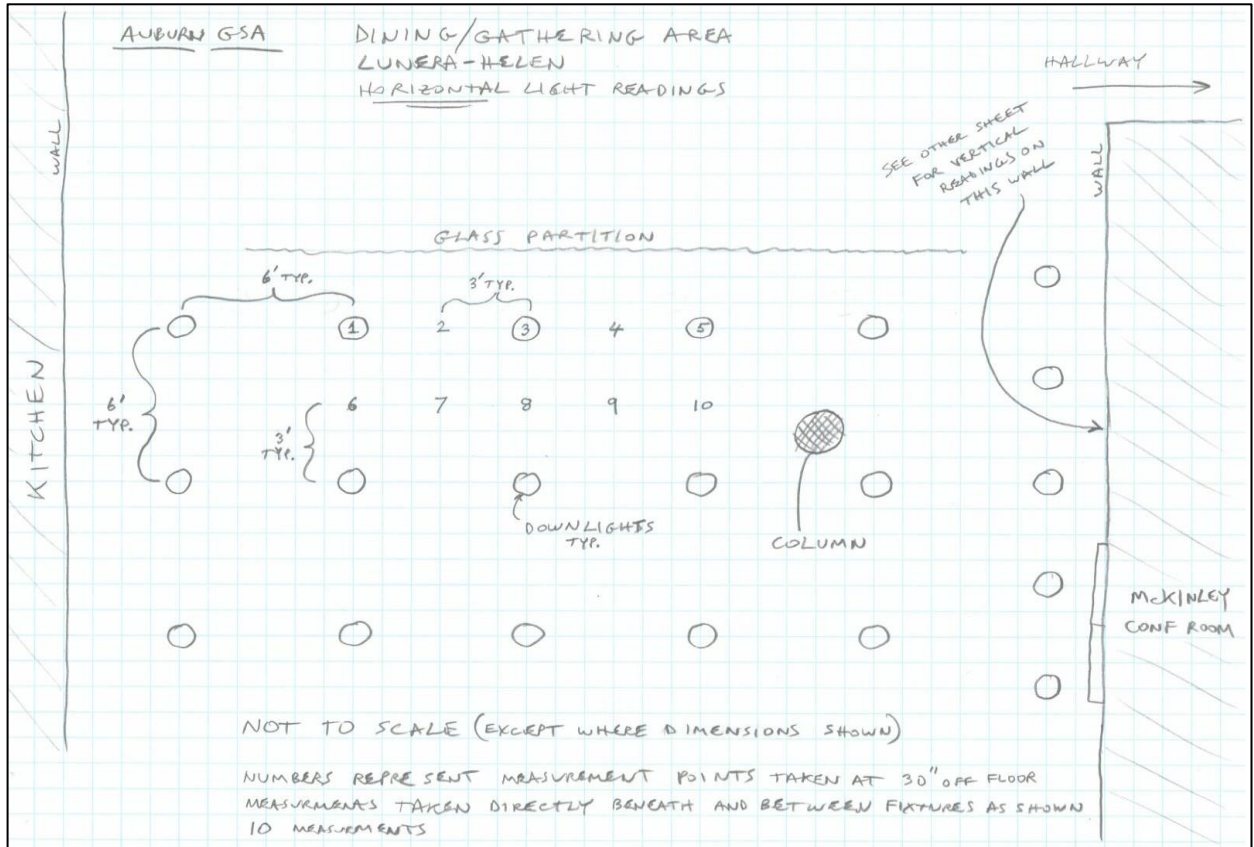 AUBURN GSA
DINING/GATHERING AREA
LUNERA-HELEN
HORIZONTAL LIGHT READINGS
HALLWAY
WALL
WALL
SEE OTHER SHEET
FOR VERTICAL
READINGS ON
THIS WALL
GLASS PARTITION
6' TYP.
3' TYP.
1 2 3 4 5
KITCHEN
6'
TYP.
3'
TYP.
6 7 8 9 10
DOWNLIGHTS
TYP.
COLUMN
McKINLEY
CONF ROOM
NOT TO SCALE (EXCEPT WHERE DIMENSIONS SHOWN)
NUMBERS REPRESENT MEASUREMENT POINTS TAKEN AT 30" OFF FLOOR
MEASURMENTS TAKEN DIRECTLY BENEATH AND BETWEEN FIXTURES AS SHOWN
10 MEASURMENTS